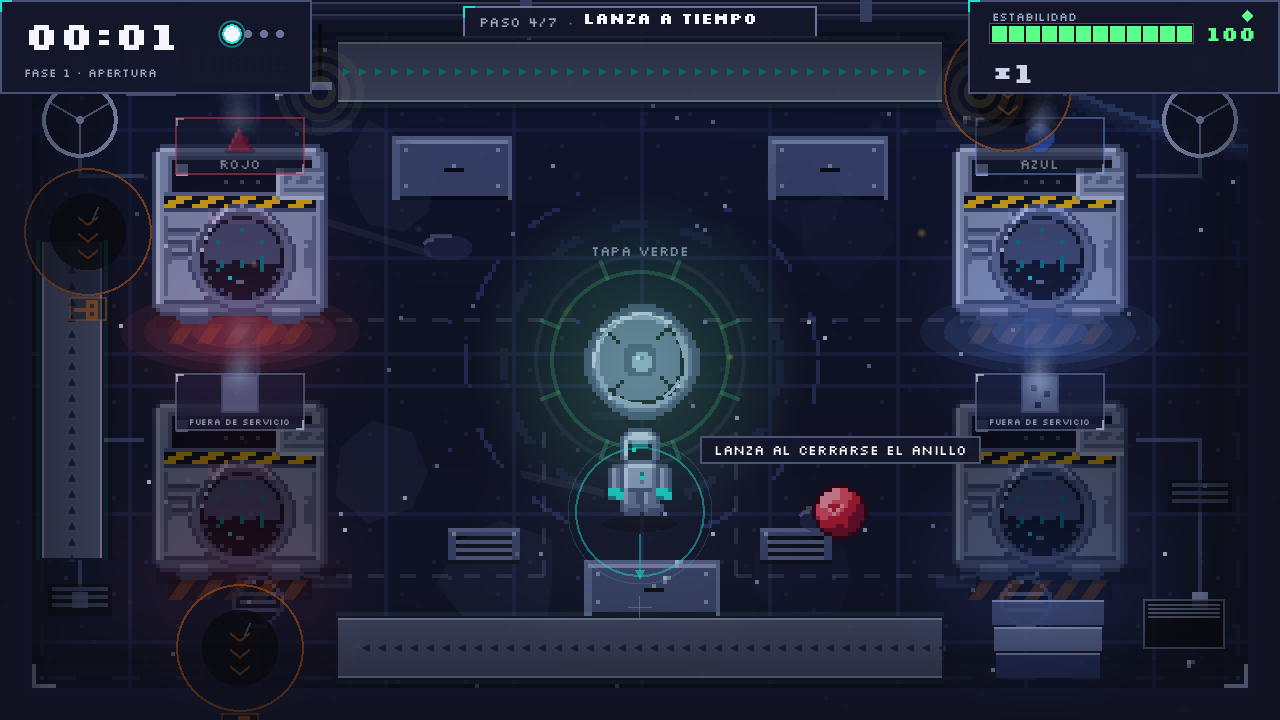 00:01
FASE 1 · APERTURA
PASO 4/7 · LANZA A TIEMPO
ESTABILIDAD
100
x1
ROJO
AZUL
TAPA VERDE
FUERA DE SERVICIO
FUERA DE SERVICIO
LANZA AL CERRARSE EL ANILLO